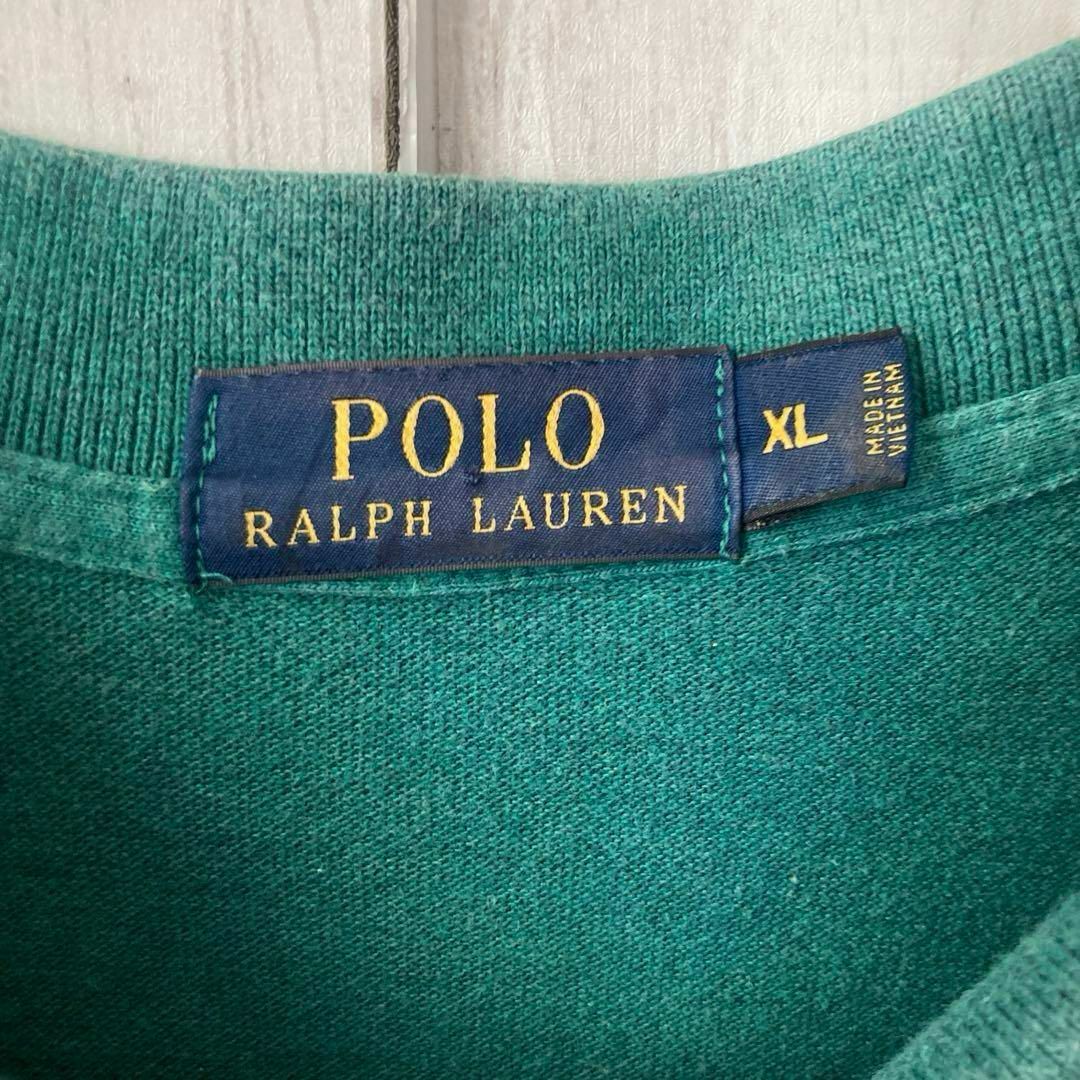 POLO
RALPH LAUREN
XL
MADE IN
VIETNAM